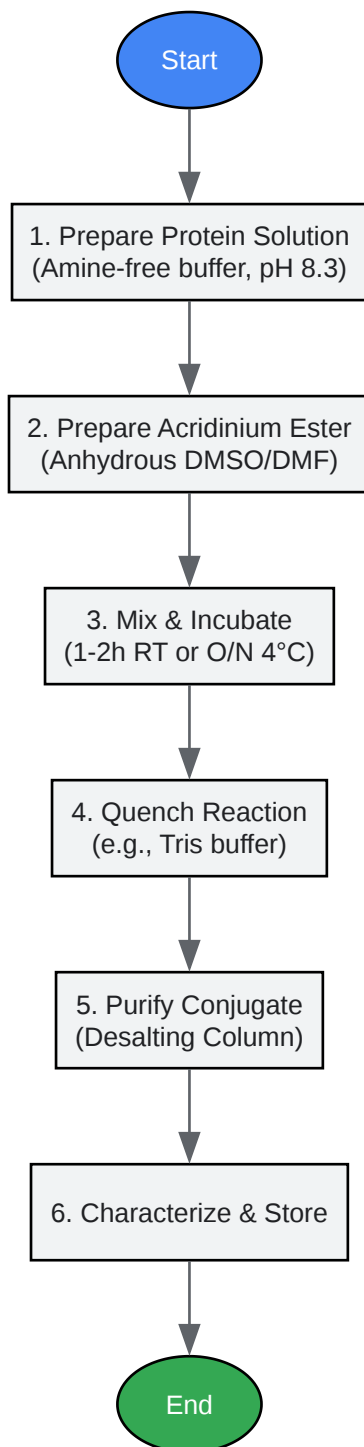 Start
1. Prepare Protein Solution
(Amine-free buffer, pH 8.3)
2. Prepare Acridinium Ester
(Anhydrous DMSO/DMF)
3. Mix & Incubate
(1-2h RT or O/N 4°C)
4. Quench Reaction
(e.g., Tris buffer)
5. Purify Conjugate
(Desalting Column)
6. Characterize & Store
End